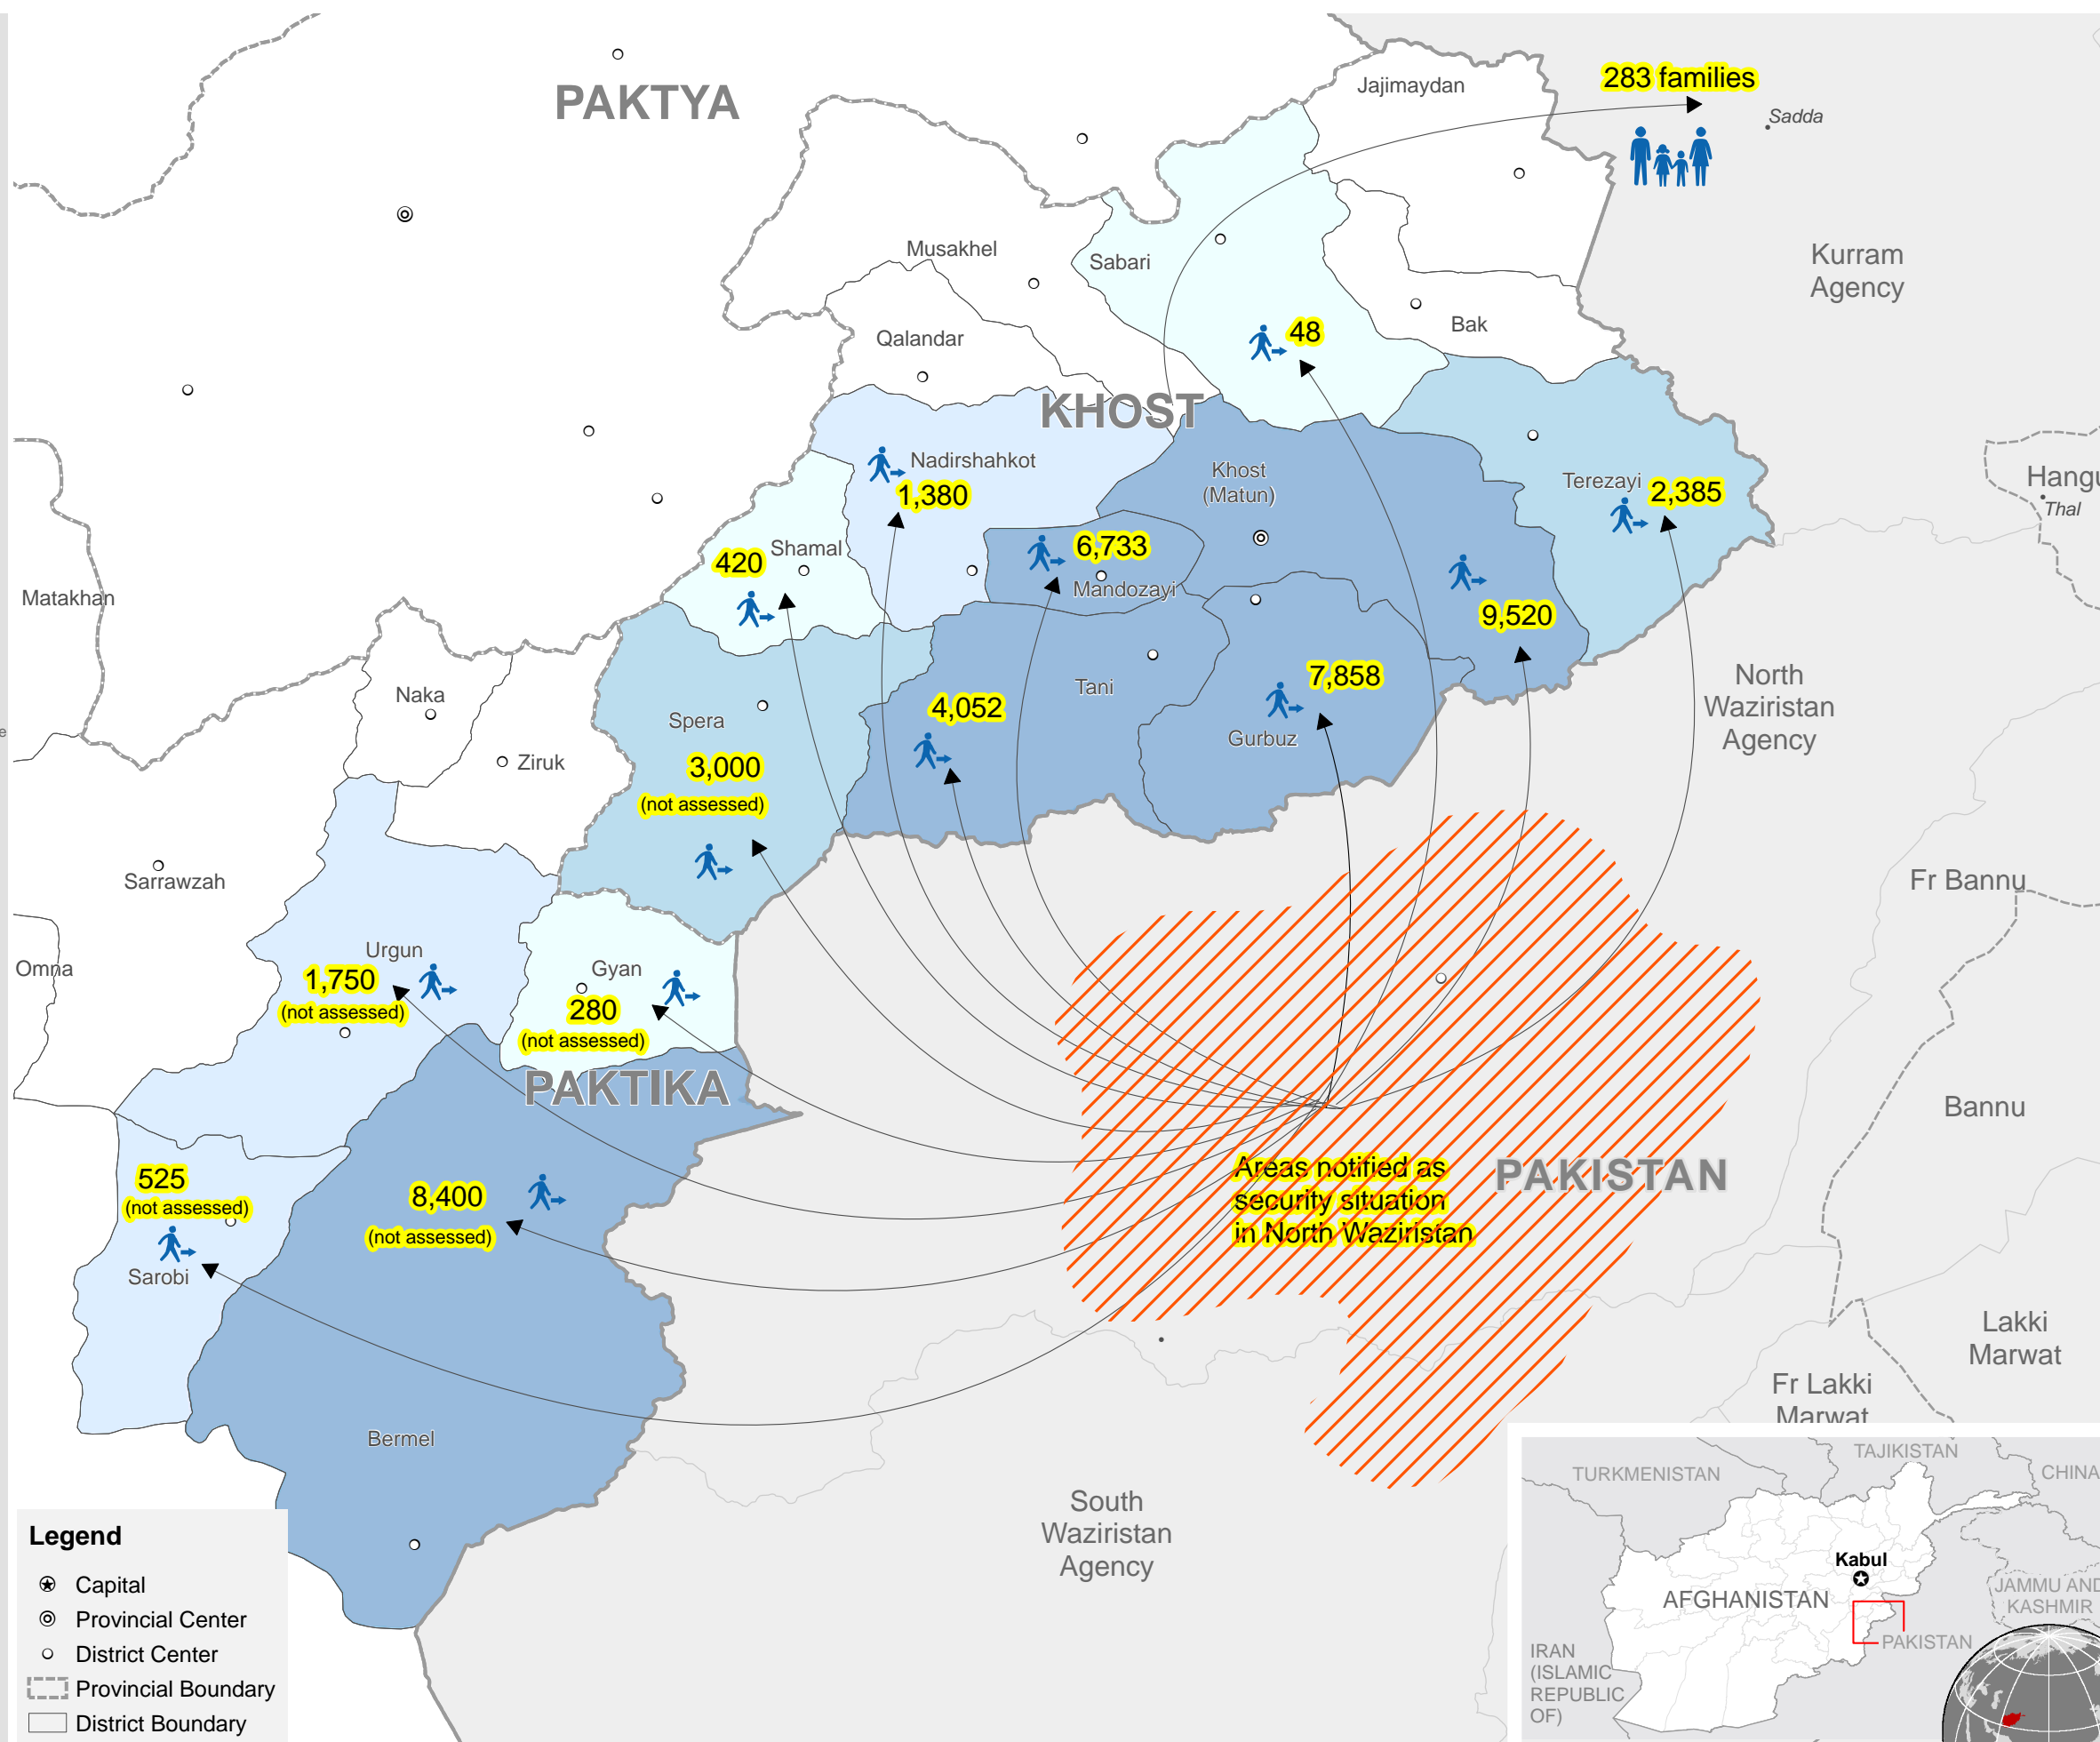 PAKTYA
Jajimaydan
283 families
Sadda
Musakhel
Sabari
Kurram
Agency
Qalandar
48
Bak
KHOST
Nadirshahkot
1,380
Khost
(Matun)
Terezayi
2,385
Hangu
Thal
420
Shamal
6,733
Mandozayi
9,520
Matakhan
Naka
Ziruk
Spera
3,000
(not assessed)
4,052
Tani
7,858
Gurbuz
North
Waziristan
Agency
Sarrawzah
Fr Bannu
Omna
Urgun
1,750
(not assessed)
Gyan
280
(not assessed)
PAKTIKA
Bannu
525
(not assessed)
Sarobi
8,400
(not assessed)
Areas notified as
security situation
in North Waziristan
PAKISTAN
Lakki
Marwat
Fr Lakki
Marwat
Bermel
South
Waziristan
Agency
Legend
Capital
Provincial Center
District Center
Provincial Boundary
District Boundary
TURKMENISTAN
TAJIKISTAN
CHINA
Kabul
AFGHANISTAN
JAMMU AND
KASHMIR
PAKISTAN
IRAN
(ISLAMIC
REPUBLIC
OF)